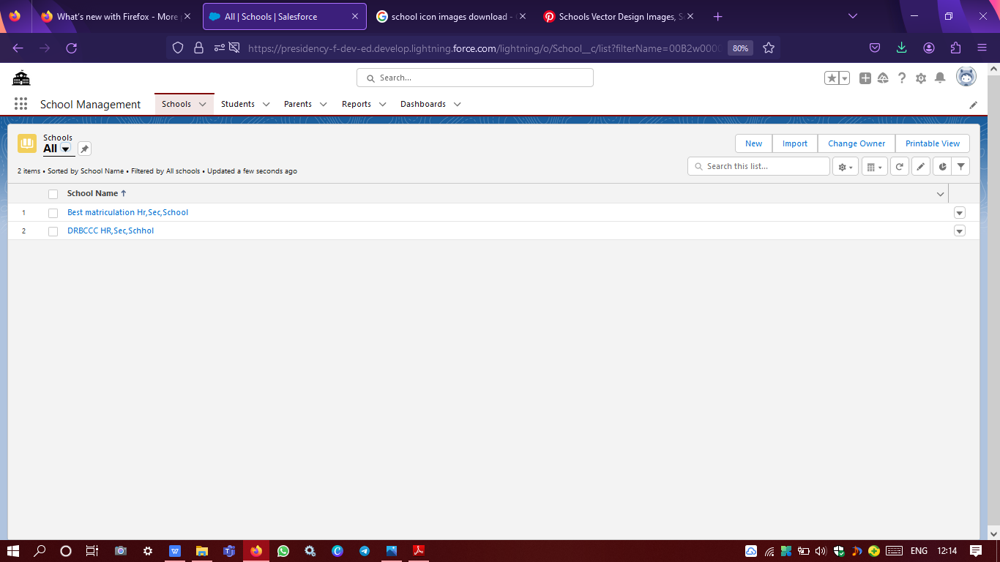 What's new with Firefox - More
All | Schools | Salesforce
school icon images download -
Schools Vector Design Images, S
https://presidency-f-dev-ed.develop.lightning.force.com/lightning/o/School__c/list?filterName=00B2w000
80%
Search...
School Management
Schools
Students
Parents
Reports
Dashboards
Schools
All
New
Import
Change Owner
Printable View
2 items • Sorted by School Name • Filtered by All schools • Updated a few seconds ago
Search this list...
School Name ↑
1 Best matriculation Hr,Sec,School
2 DRBCCC HR,Sec,Schhol
ENG 12:14